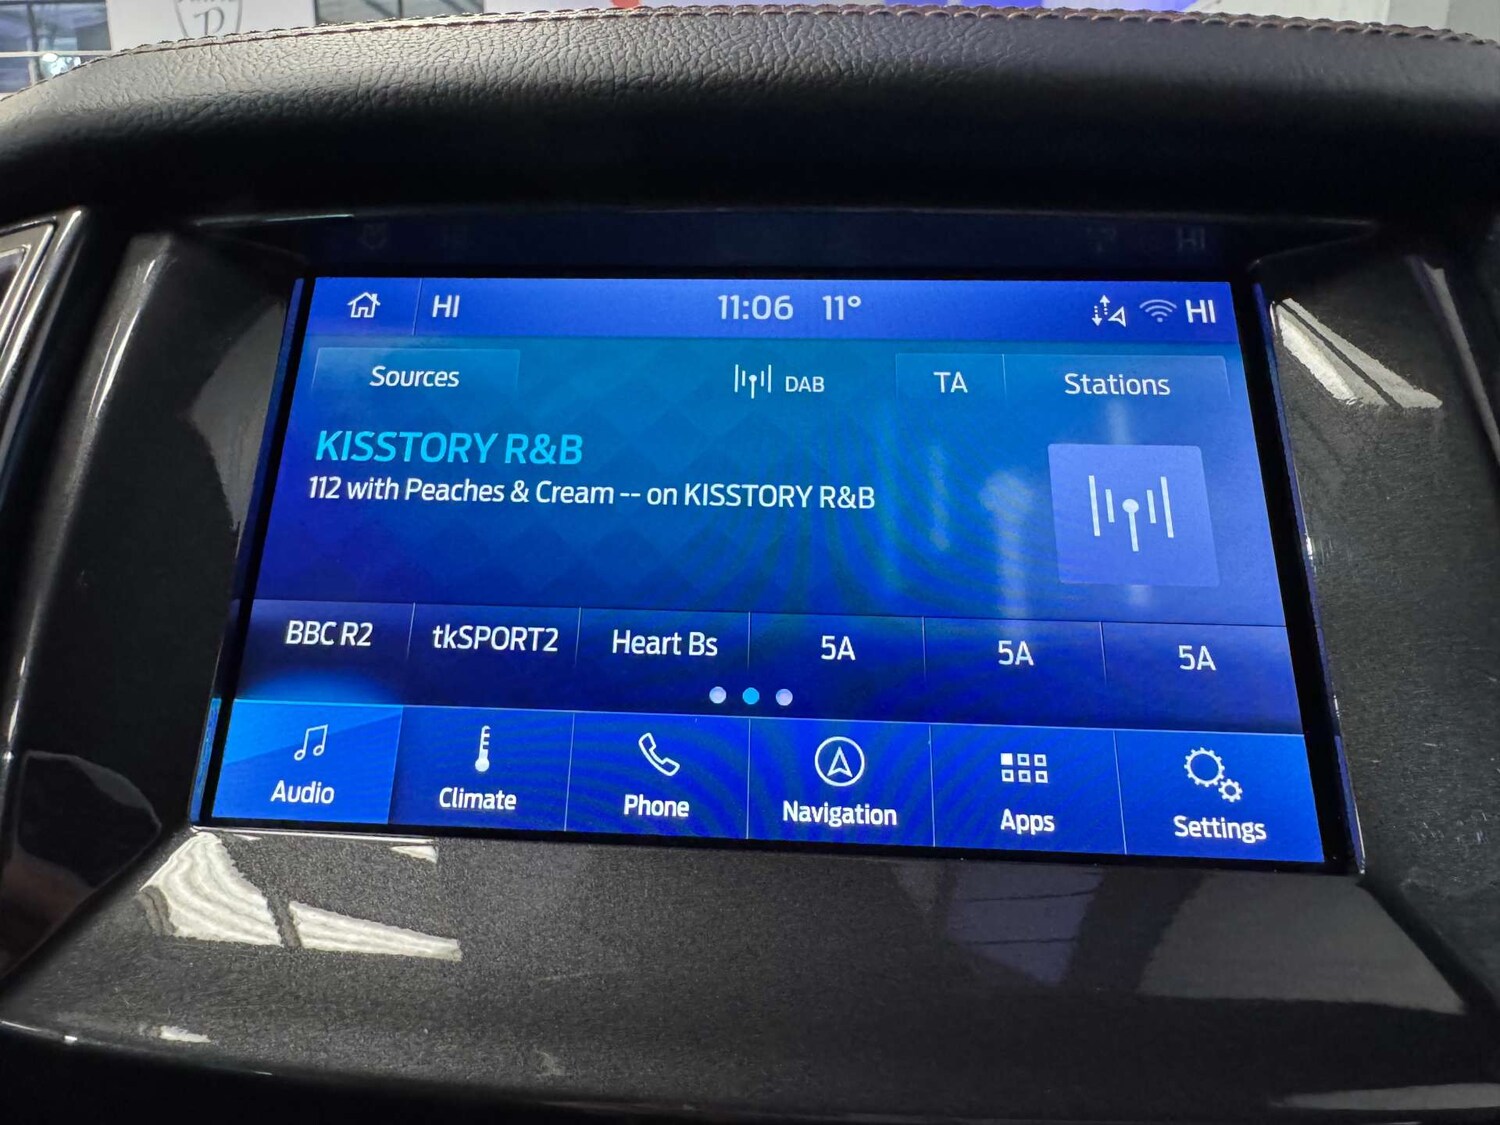 HI 11:06 11° HI
Sources DAB TA Stations
KISSTORY R&B
112 with Peaches & Cream -- on KISSTORY R&B
BBC R2 tkSPORT2 Heart Bs 5A 5A 5A
Audio Climate Phone Navigation Apps Settings